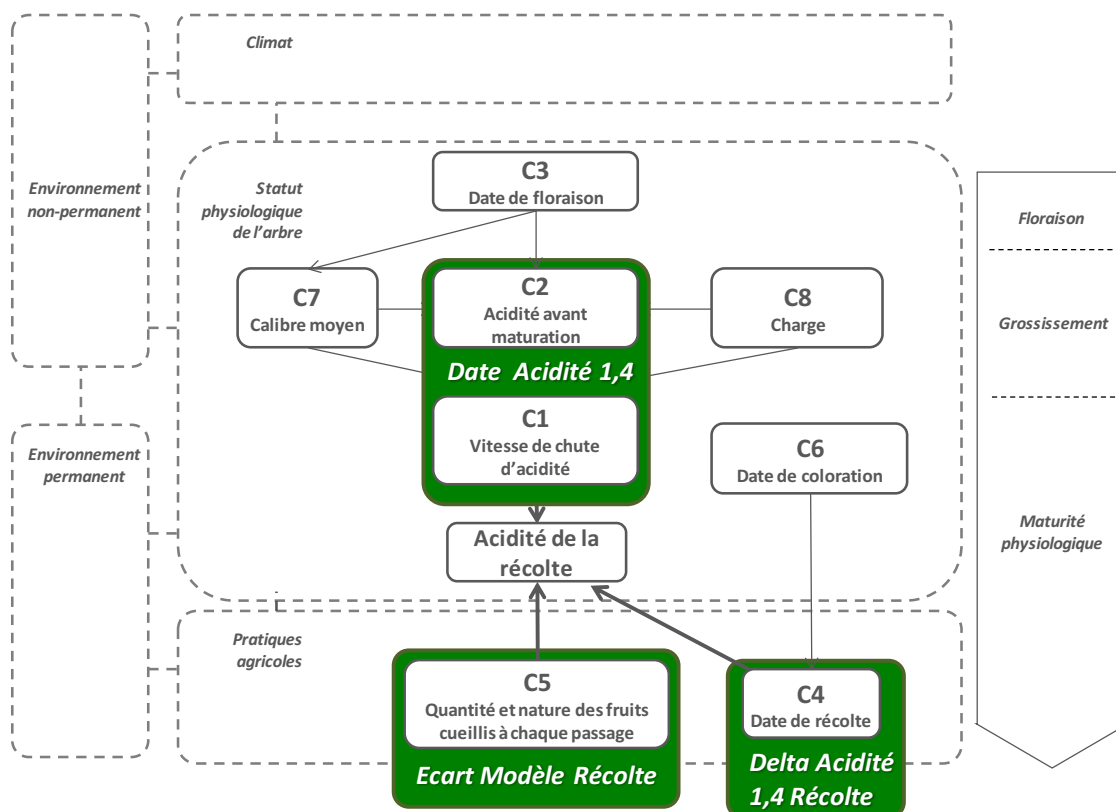 Climat
Environnement
non-permanent
Statut
physiologique
de l'arbre
C3
Date de floraison
Floraison
C7
Calibre moyen
C2
Acidité avant
maturation
C8
Charge
Grossissement
Date Acidité 1,4
C1
Vitesse de chute
d'acidité
C6
Date de coloration
Environnement
permanent
Maturité
physiologique
Acidité de la
récolte
Pratiques
agricoles
C5
Quantité et nature des fruits
cueillis à chaque passage
Ecart Modèle Récolte
C4
Date de récolte
Delta Acidité
1,4 Récolte